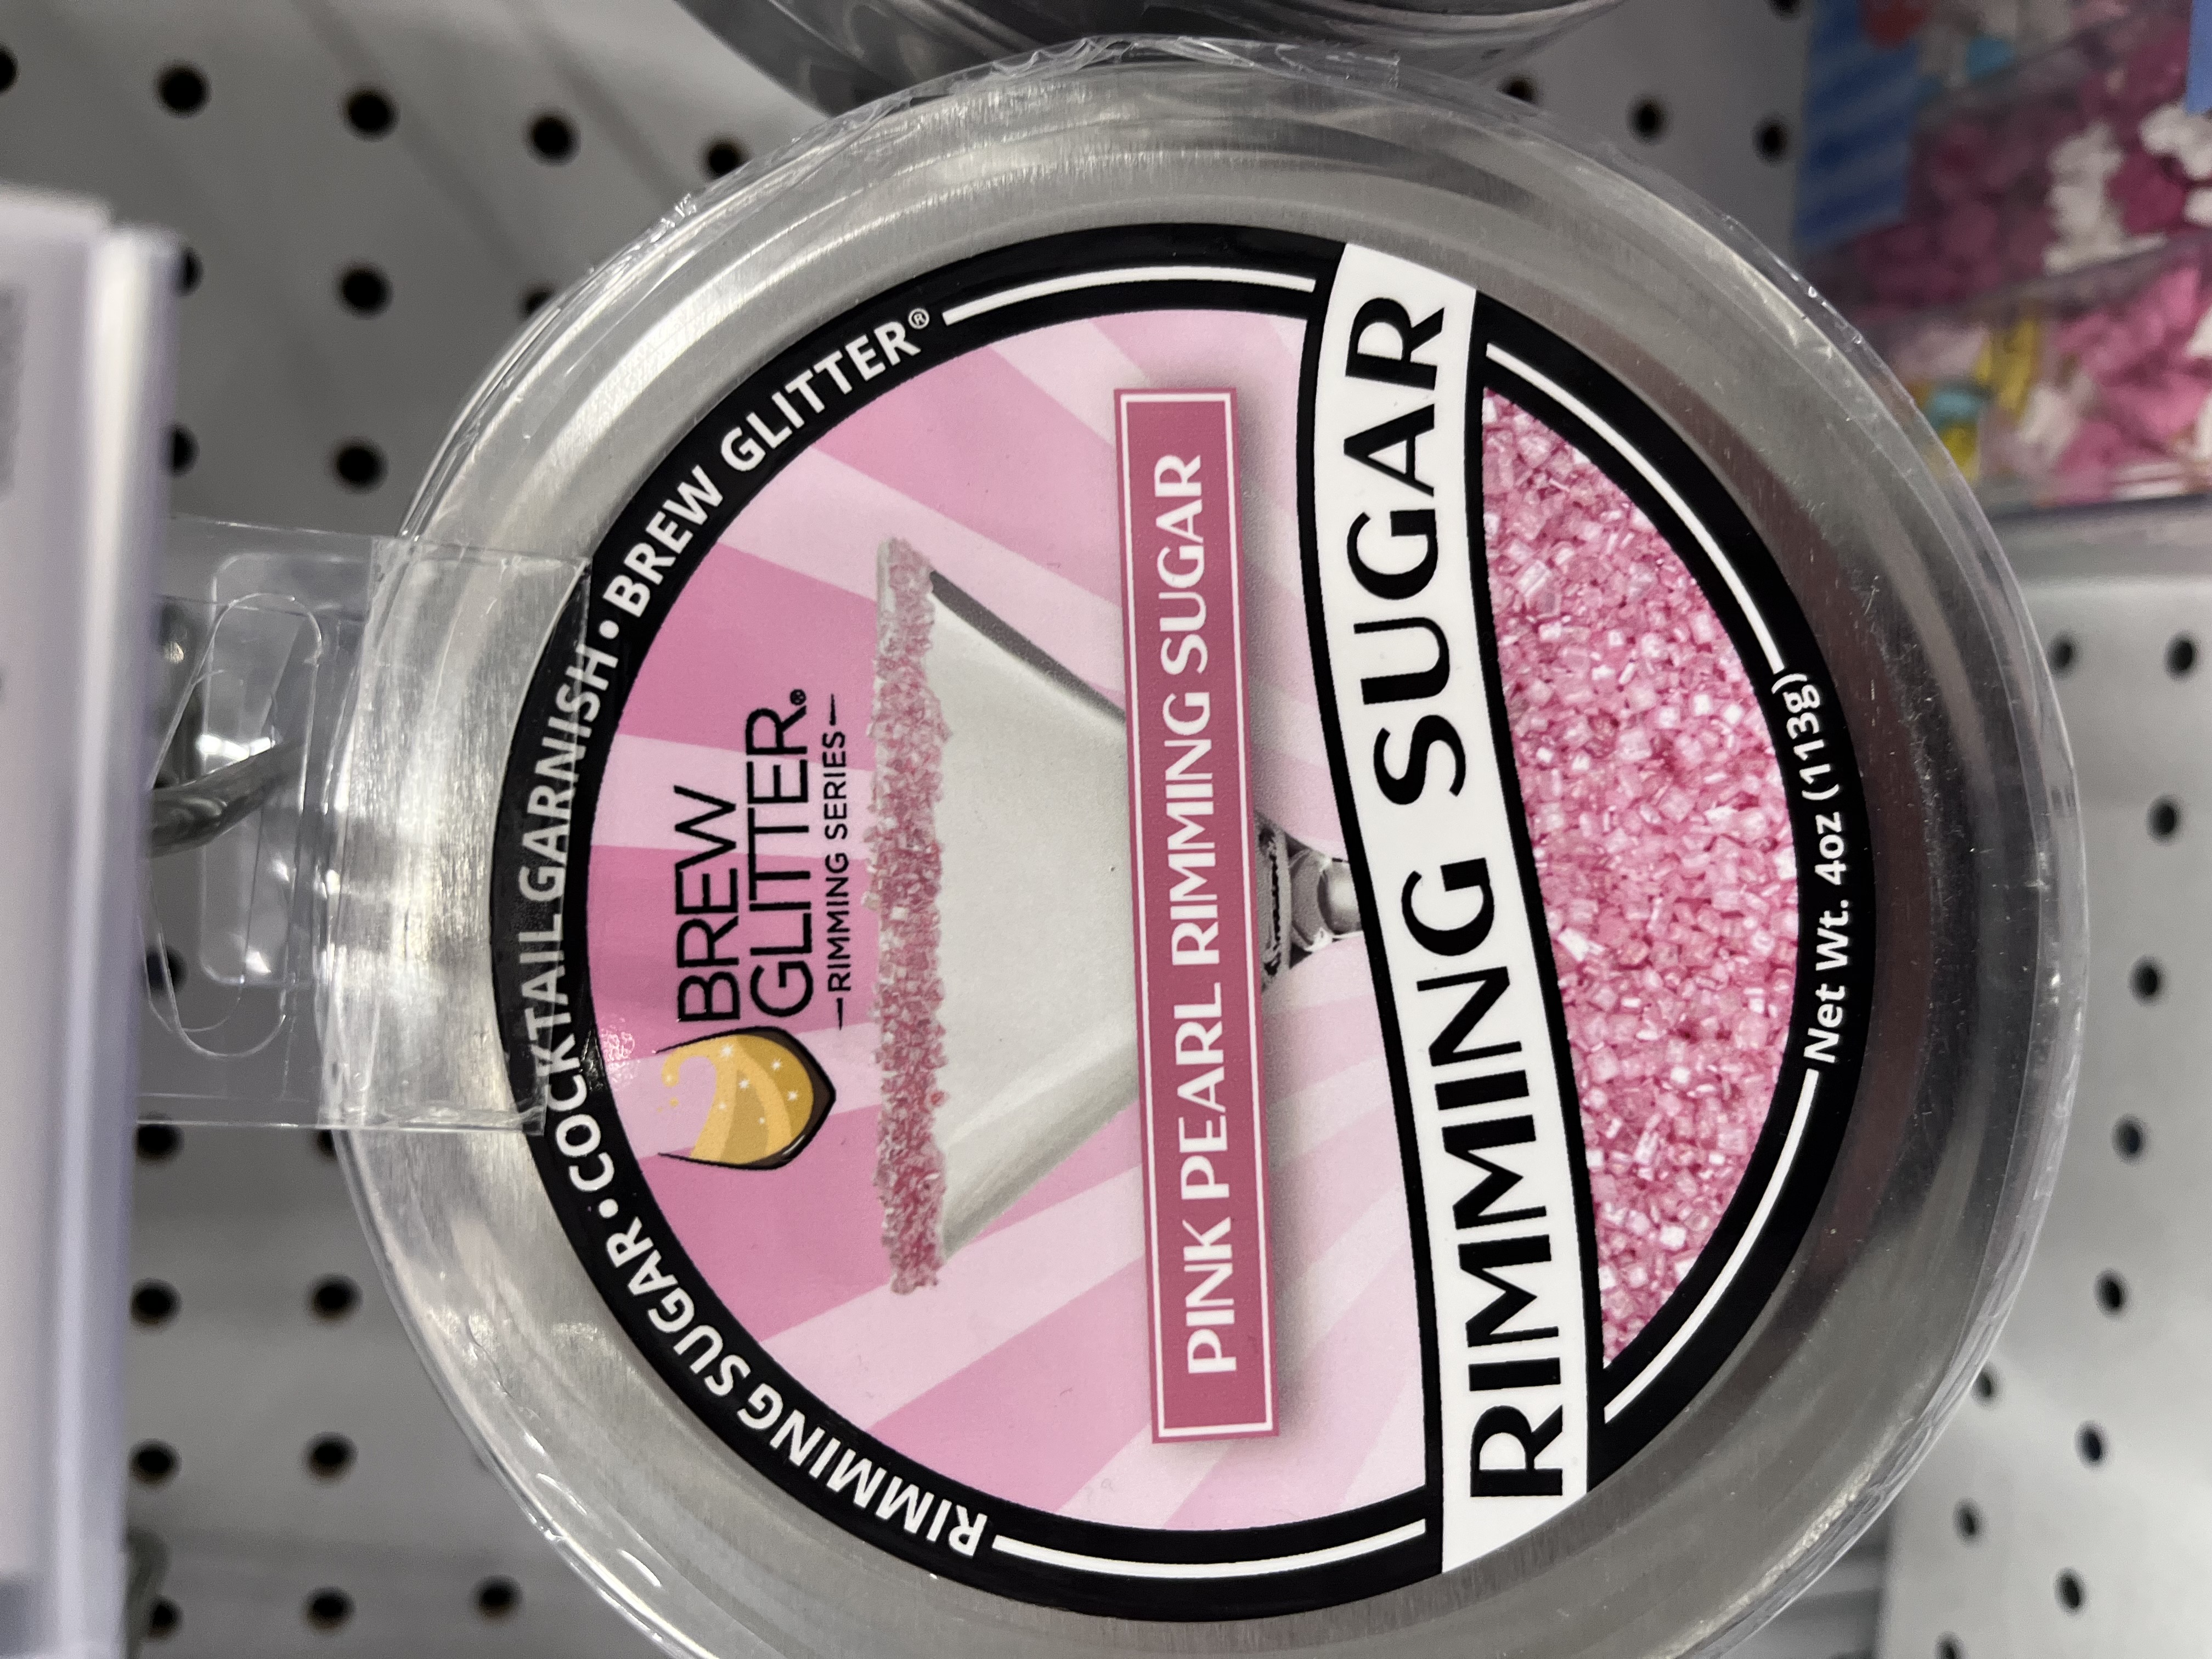 RIMMING SUGAR • COCKTAIL GARNISH • BREW GLITTER®
BREW
GLITTER®
RIMMING SERIES
PINK PEARL RIMMING SUGAR
RIMMING SUGAR
Net Wt. 4oz (113g)